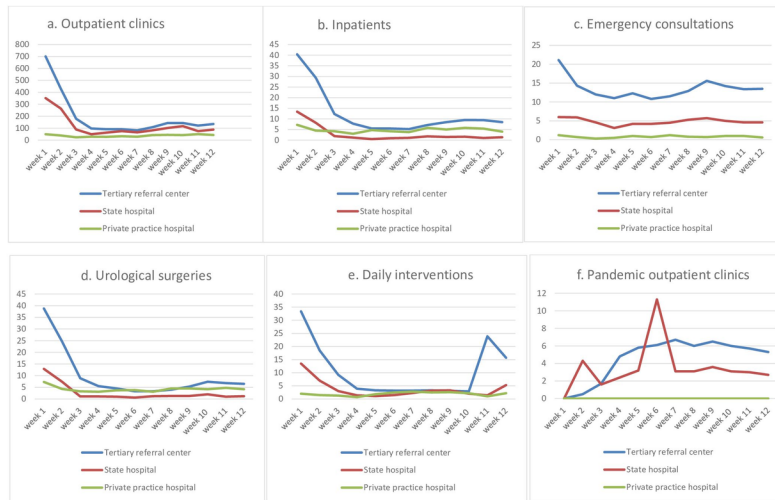 a. Outpatient clinics
800
700
600
500
400
300
200
100
0
week 1
week 2
week 3
week 4
week 5
week 6
week 7
week 8
week 9
week 10
week 11
week 12
Tertiary referral center
State hospital
Private practice hospital
b. Inpatients
45
40
35
30
25
20
15
10
5
0
week 1
week 2
week 3
week 4
week 5
week 6
week 7
week 8
week 9
week 10
week 11
week 12
Tertiary referral center
State hospital
Private practice hospital
c. Emergency consultations
25
20
15
10
5
0
week 1
week 2
week 3
week 4
week 5
week 6
week 7
week 8
week 9
week 10
week 11
week 12
Tertiary referral center
State hospital
Private practice hospital
d. Urological surgeries
45
40
35
30
25
20
15
10
5
0
week 1
week 2
week 3
week 4
week 5
week 6
week 7
week 8
week 9
week 10
week 11
week 12
Tertiary referral center
State hospital
Private practice hospital
e. Daily interventions
40
35
30
25
20
15
10
5
0
week 1
week 2
week 3
week 4
week 5
week 6
week 7
week 8
week 9
week 10
week 11
week 12
Tertiary referral center
State hospital
Private practice hospital
f. Pandemic outpatient clinics
12
10
8
6
4
2
0
week 1
week 2
week 3
week 4
week 5
week 6
week 7
week 8
week 9
week 10
week 11
week 12
Tertiary referral center
State hospital
Private practice hospital